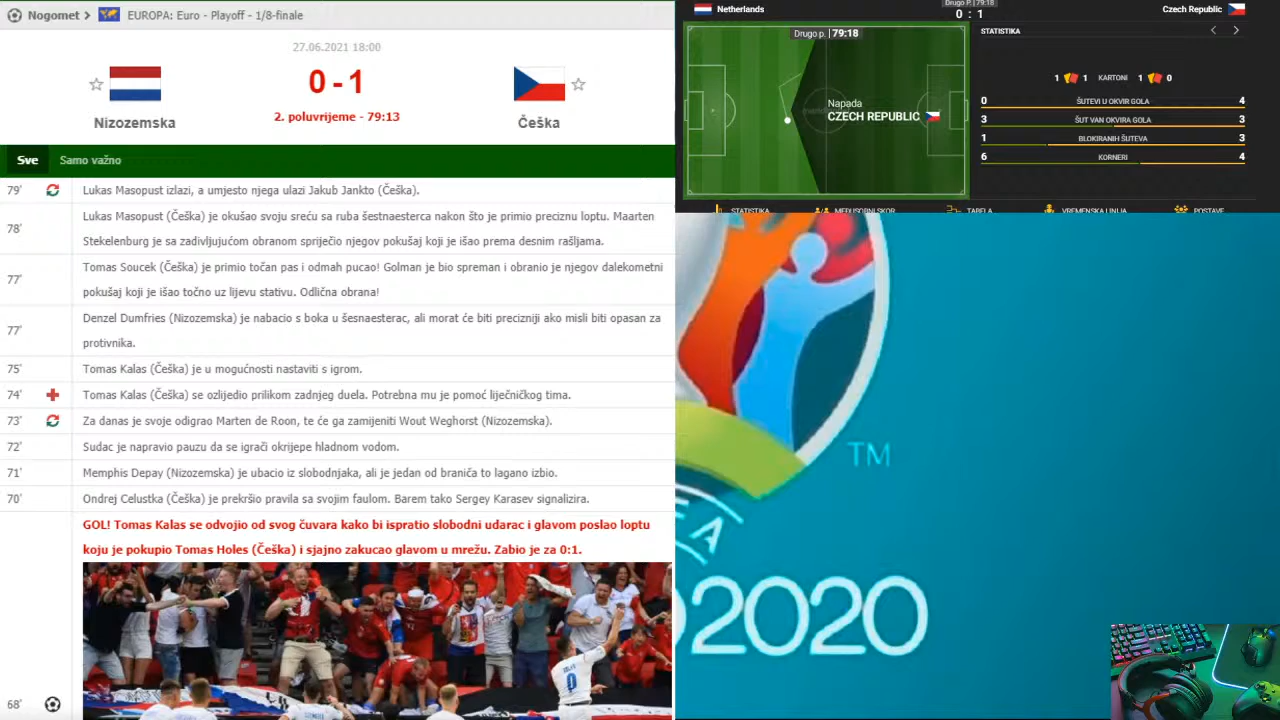 Nogomet > EUROPA: Euro - Playoff - 1/8-finale
27.06.2021 18:00
0 - 1
2. poluvrijeme - 79:13
Nizozemska
Češka
Sve Samo važno
79' Lukas Masopust izlazi, a umjesto njega ulazi Jakub Jankto (Češka).
78' Lukas Masopust (Češka) je okušao svoju sreću sa ruba šestnaesterca nakon što je primio preciznu loptu. Maarten
Stekelenburg je sa zadivljujućom obranom spriječio njegov pokušaj koji je išao prema desnim rašljama.
77' Tomas Soucek (Češka) je primio točan pas i odmah pucao! Golman je bio spreman i obranio je njegov dalekometni
pokušaj koji je išao točno uz lijevu stativu. Odlična obrana!
77' Denzel Dumfries (Nizozemska) je nabacio s boka u šesnaesterac, ali morat će biti precizniji ako misli biti opasan za
protivnika.
75' Tomas Kalas (Češka) je u mogućnosti nastaviti s igrom.
74' Tomas Kalas (Češka) se ozlijedio prilikom zadnjeg duela. Potrebna mu je pomoć liječničkog tima.
73' Za danas je svoje odigrao Marten de Roon, te će ga zamijeniti Wout Weghorst (Nizozemska).
72' Sudac je napravio pauzu da se igrači okrijepe hladnom vodom.
71' Memphis Depay (Nizozemska) je ubacio iz slobodnjaka, ali je jedan od braniča to lagano izbio.
70' Ondrej Celustka (Češka) je prekršio pravila sa svojim faulom. Barem tako Sergey Karasev signalizira.
GOL! Tomas Kalas se odvojio od svog čuvara kako bi ispratio slobodni udarac i glavom poslao loptu
koju je pokupio Tomas Holes (Češka) i sjajno zakucao glavom u mrežu. Zabio je za 0:1.
68'
Drugo p. | 79:18
Netherlands 0 : 1 Czech Republic
Drugo p. | 79:18
Napada
CZECH REPUBLIC
STATISTIKA
1 1 KARTONI 1 0
0 ŠUTEVI U OKVIR GOLA 4
3 ŠUT VAN OKVIRA GOLA 3
1 BLOKIRANIH ŠUTEVA 3
6 KORNERI 4
STATISTIKA MEĐUSOBNI SKOR TABELA VREMENSKA LINIJA POSTAVE
TM
2020